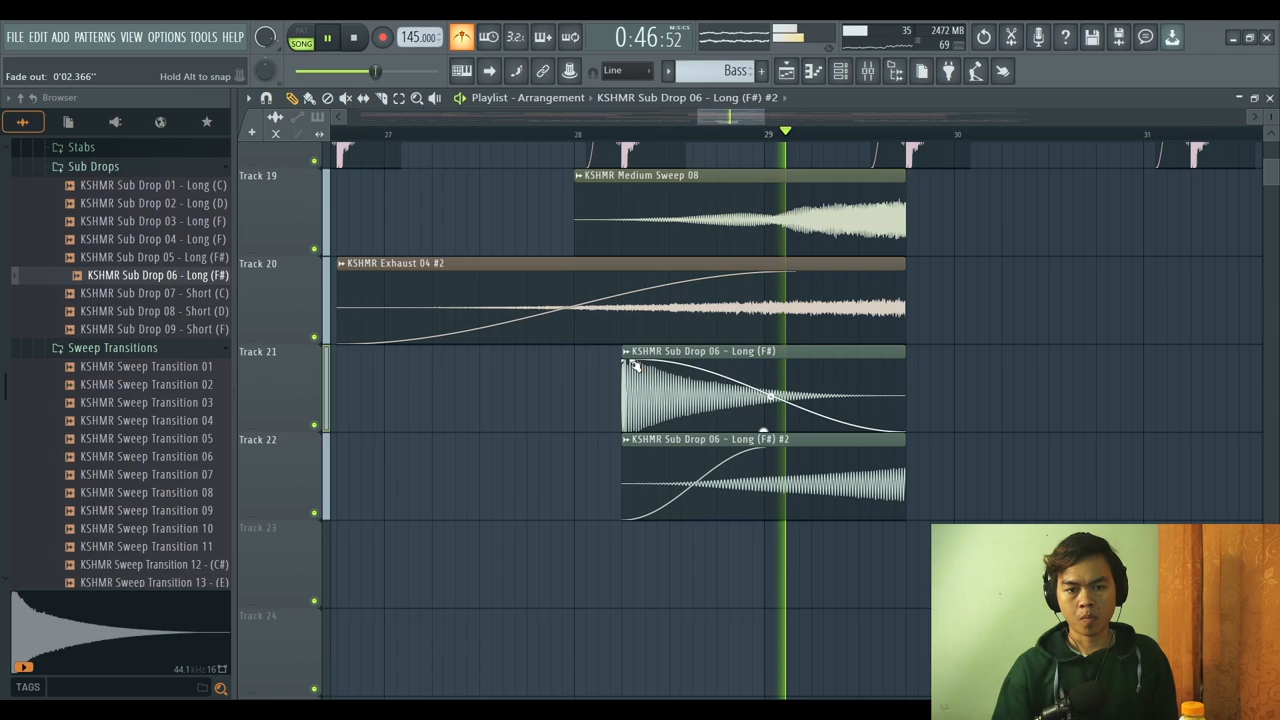 FILE EDIT ADD PATTERNS VIEW OPTIONS TOOLS HELP
PAT
SONG
145.000
3.2:
0:46:52
M:S:CS
35
2472 MB
69
Fade out: 0'02.366"
Hold Alt to snap
Line
Bass
Browser
Playlist - Arrangement
KSHMR Sub Drop 06 - Long (F#) #2
27
28
29
30
31
Stabs
Sub Drops
KSHMR Sub Drop 01 - Long (C)
KSHMR Sub Drop 02 - Long (D)
KSHMR Sub Drop 03 - Long (F)
KSHMR Sub Drop 04 - Long (F)
KSHMR Sub Drop 05 - Long (F#)
KSHMR Sub Drop 06 - Long (F#)
KSHMR Sub Drop 07 - Short (C)
KSHMR Sub Drop 08 - Short (D)
KSHMR Sub Drop 09 - Short (F)
Sweep Transitions
KSHMR Sweep Transition 01
KSHMR Sweep Transition 02
KSHMR Sweep Transition 03
KSHMR Sweep Transition 04
KSHMR Sweep Transition 05
KSHMR Sweep Transition 06
KSHMR Sweep Transition 07
KSHMR Sweep Transition 08
KSHMR Sweep Transition 09
KSHMR Sweep Transition 10
KSHMR Sweep Transition 11
KSHMR Sweep Transition 12 - (C#)
KSHMR Sweep Transition 13 - (E)
44.1 kHz 16
TAGS
Track 19
KSHMR Medium Sweep 08
Track 20
KSHMR Exhaust 04 #2
Track 21
KSHMR Sub Drop 06 - Long (F#)
Track 22
KSHMR Sub Drop 06 - Long (F#) #2
Track 23
Track 24